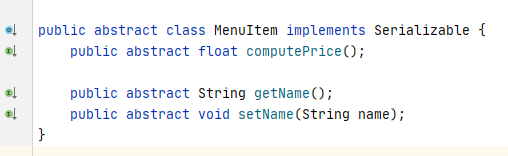 public abstract class MenuItem implements Serializable {
    public abstract float computePrice();

    public abstract String getName();
    public abstract void setName(String name);
}